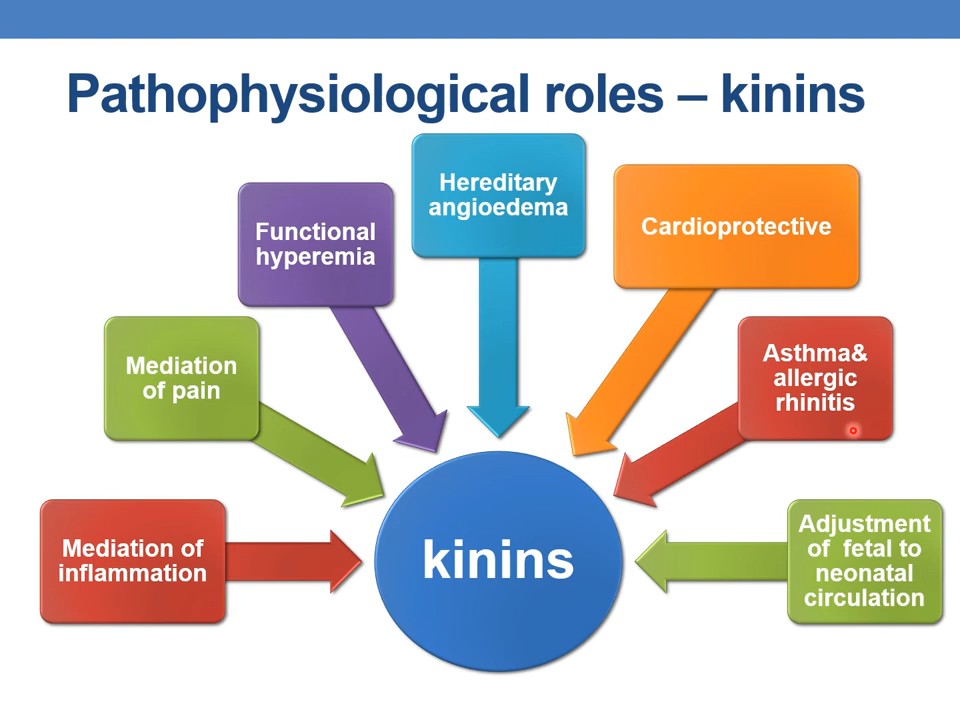 Pathophysiological roles – kinins
Hereditary
angioedema
Cardioprotective
Functional
hyperemia
Asthma&
allergic
rhinitis
Mediation
of pain
Mediation of
inflammation
kinins
Adjustment
of fetal to
neonatal
circulation